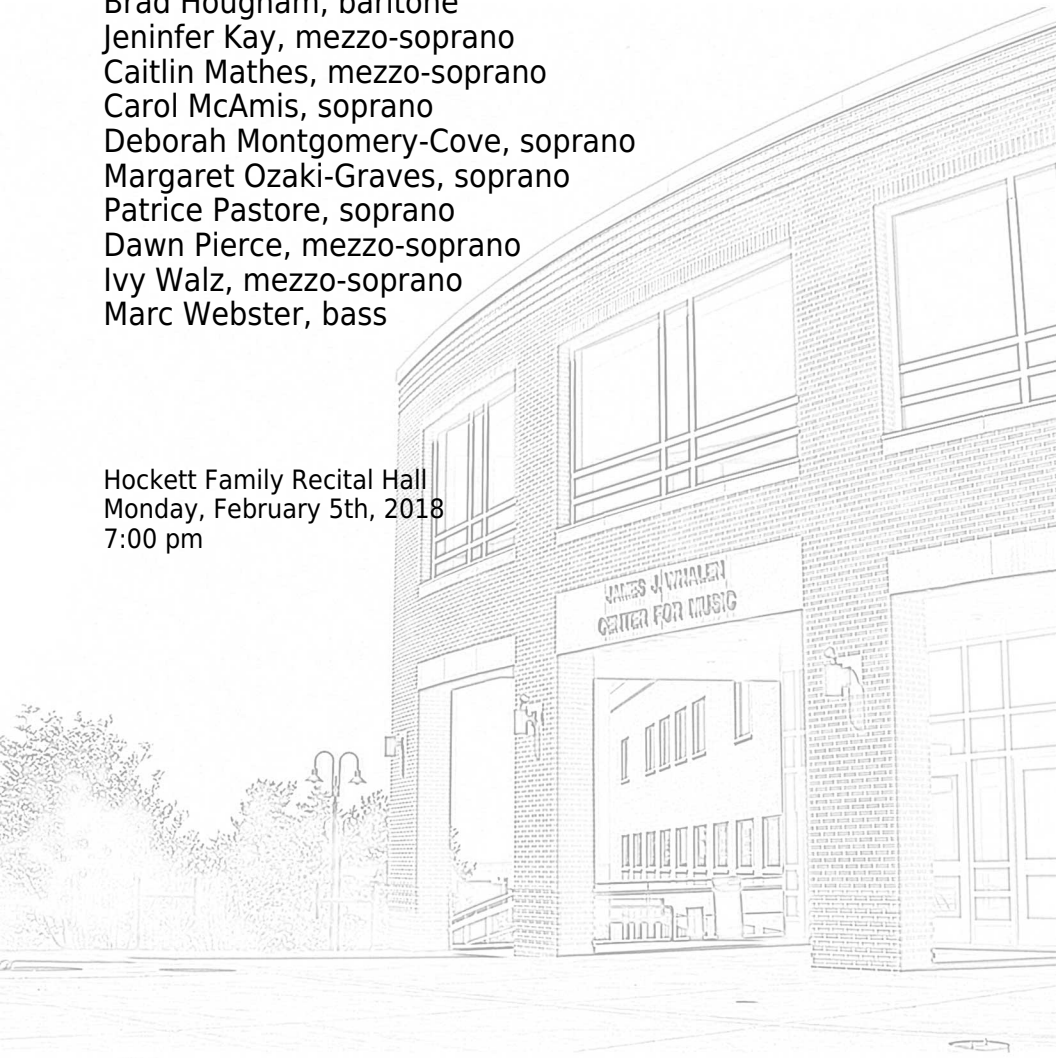 Brad Hougham, baritone
Jeninfer Kay, mezzo-soprano
Caitlin Mathes, mezzo-soprano
Carol McAmis, soprano
Deborah Montgomery-Cove, soprano
Margaret Ozaki-Graves, soprano
Patrice Pastore, soprano
Dawn Pierce, mezzo-soprano
Ivy Walz, mezzo-soprano
Marc Webster, bass
Hockett Family Recital Hall
Monday, February 5th, 2018
7:00 pm
JAMES J. WHALEN
CENTER FOR MUSIC